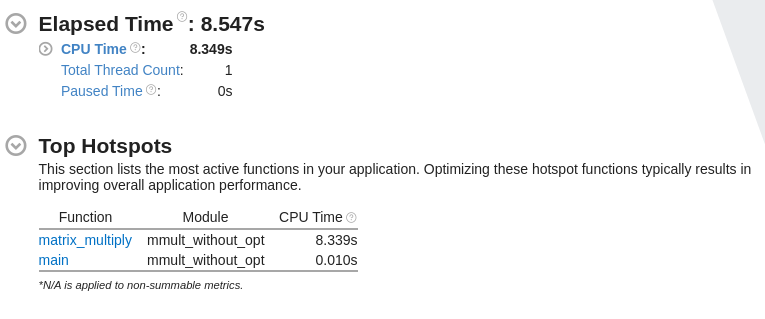 Elapsed Time ?: 8.547s
CPU Time ?: 8.349s
Total Thread Count: 1
Paused Time ?: 0s
Top Hotspots
This section lists the most active functions in your application. Optimizing these hotspot functions typically results in
improving overall application performance.
Function Module CPU Time ?
matrix_multiply mmult_without_opt 8.339s
main mmult_without_opt 0.010s
*N/A is applied to non-summable metrics.